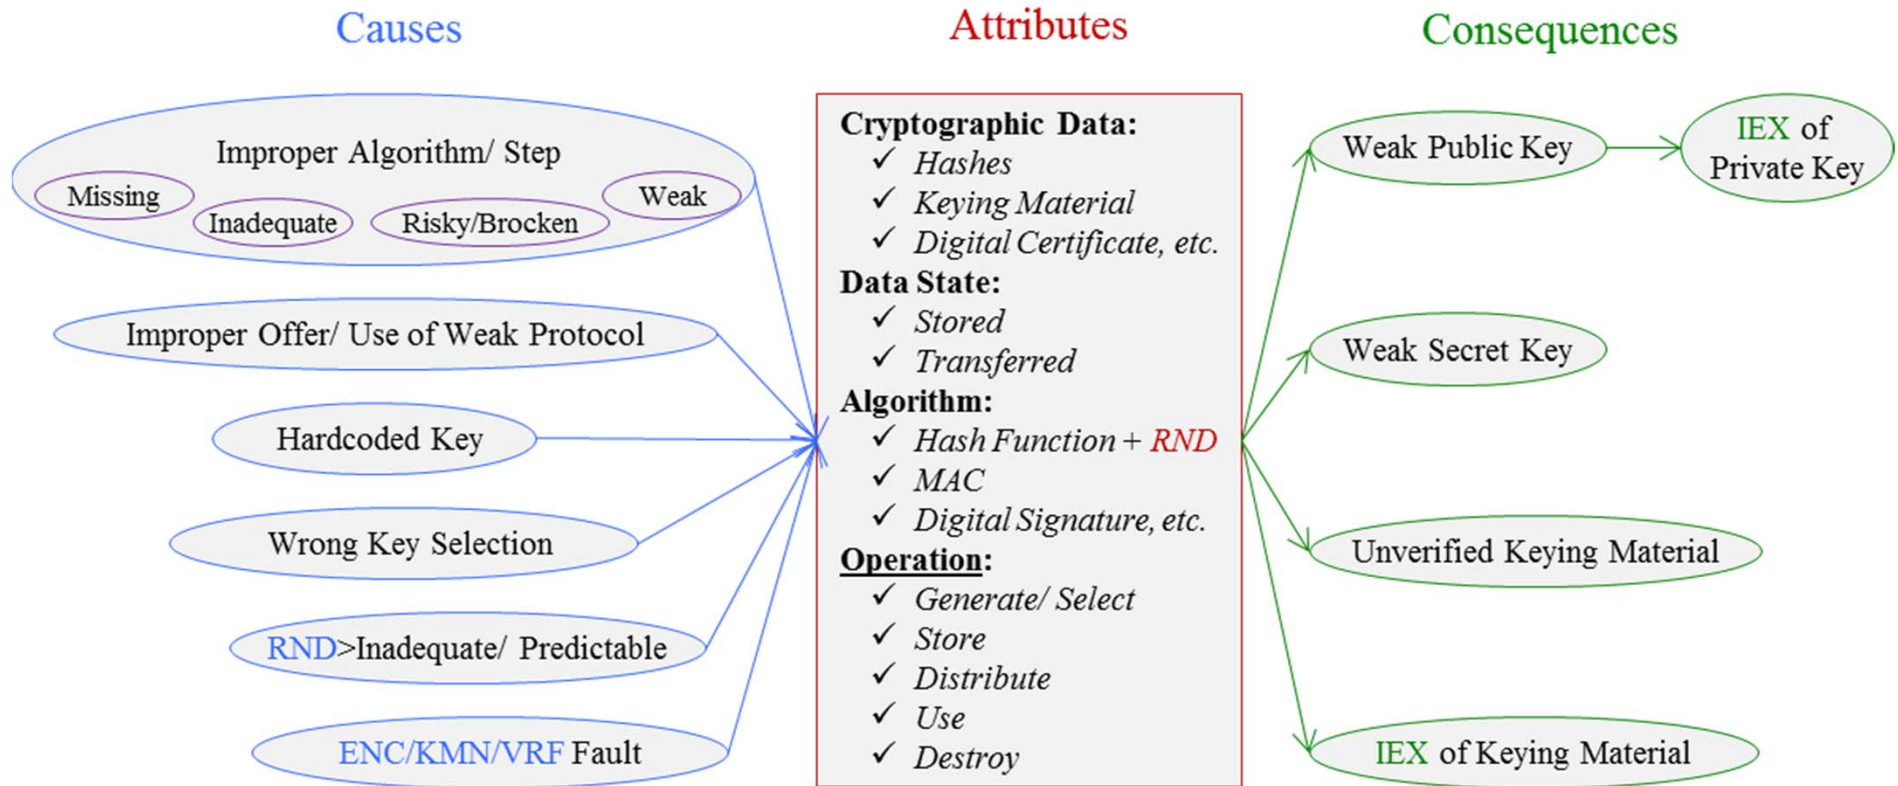 Causes
Attributes
Consequences
Improper Algorithm/ Step
Missing
Inadequate
Risky/Brocken
Weak
Improper Offer/ Use of Weak Protocol
Hardcoded Key
Wrong Key Selection
RND>Inadequate/ Predictable
ENC/KMN/VRF Fault
Cryptographic Data:
✓ Hashes
✓ Keying Material
✓ Digital Certificate, etc.
Data State:
✓ Stored
✓ Transferred
Algorithm:
✓ Hash Function + RND
✓ MAC
✓ Digital Signature, etc.
Operation:
✓ Generate/ Select
✓ Store
✓ Distribute
✓ Use
✓ Destroy
Weak Public Key
IEX of
Private Key
Weak Secret Key
Unverified Keying Material
IEX of Keying Material